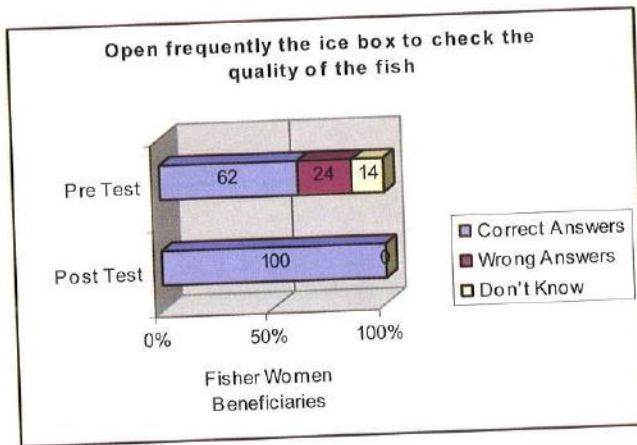 Open frequently the ice box to check the
quality of the fish
Pre Test
62
24
14
Post Test
100
0
0%
50%
100%
Correct Answers
Wrong Answers
Don't Know
Fisher Women
Beneficiaries